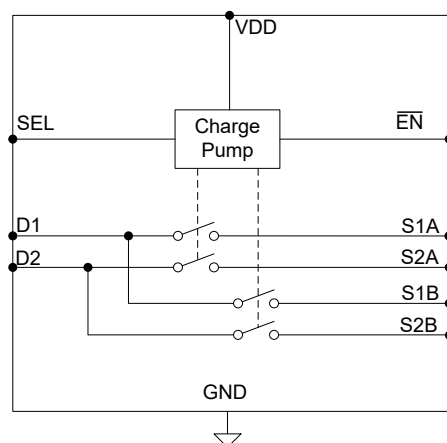 VDD
SEL
Charge
Pump
EN
D1
S1A
D2
S2A
S1B
S2B
GND